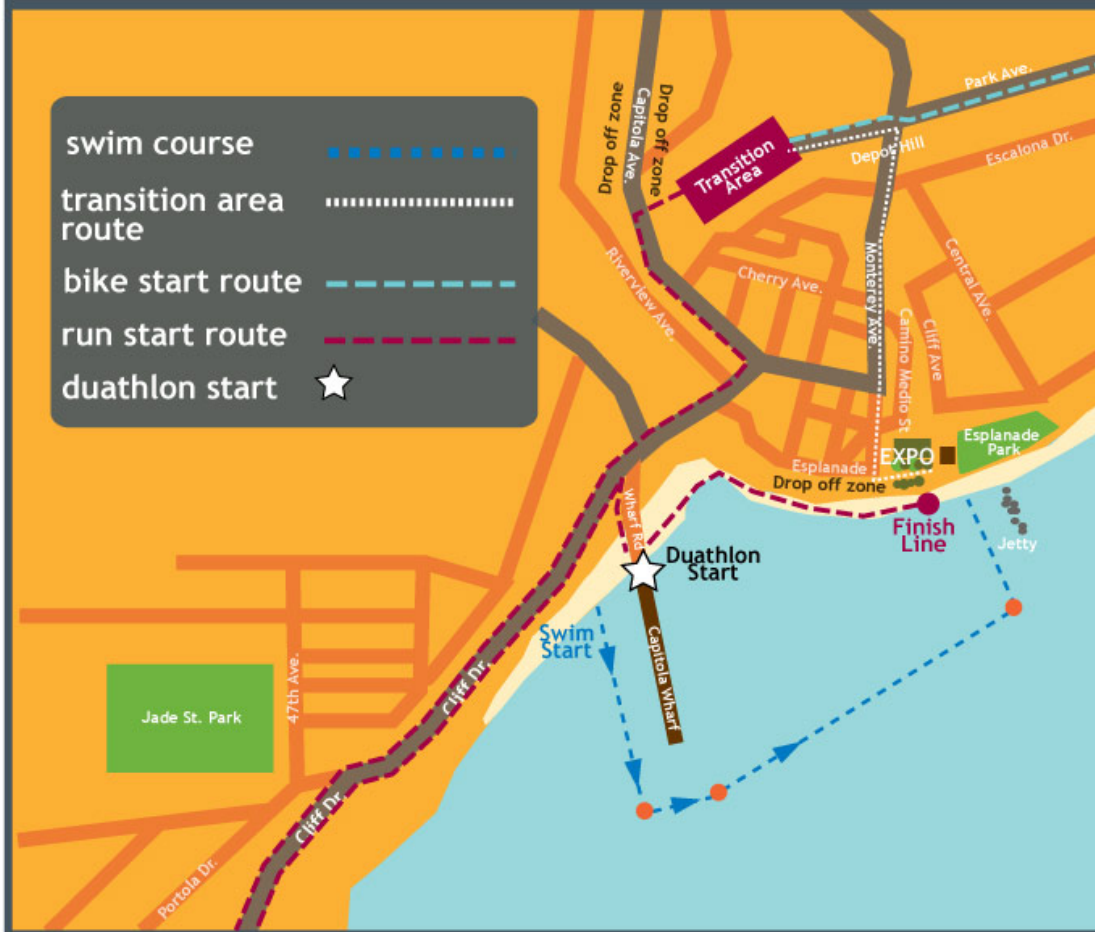 swim course
transition area
route
bike start route
run start route
duathlon start
Drop off zone
Capitola Ave.
Drop off zone
Park Ave.
Transition
Area
Depot Hill
Escalona Dr.
Riverview Ave.
Cherry Ave.
Monterey Ave.
Central Ave.
Camino Medio St
Cliff Ave
Esplanade
Park
EXPO
Esplanade
Drop off zone
Finish
Line
Jetty
Wharf Rd
Duathlon
Start
Swim
Start
Capitola Wharf
Cliff Dr.
47th Ave.
Jade St. Park
Cliff Dr.
Portola Dr.